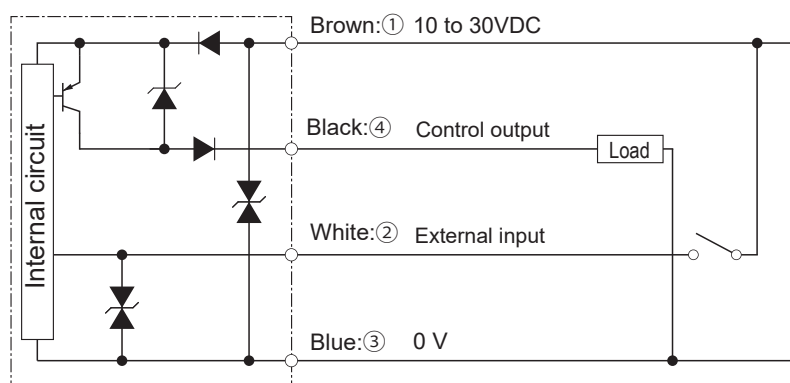 Brown:① 10 to 30VDC
Black:④ Control output
Load
Internal circuit
White:② External input
Blue:③ 0 V